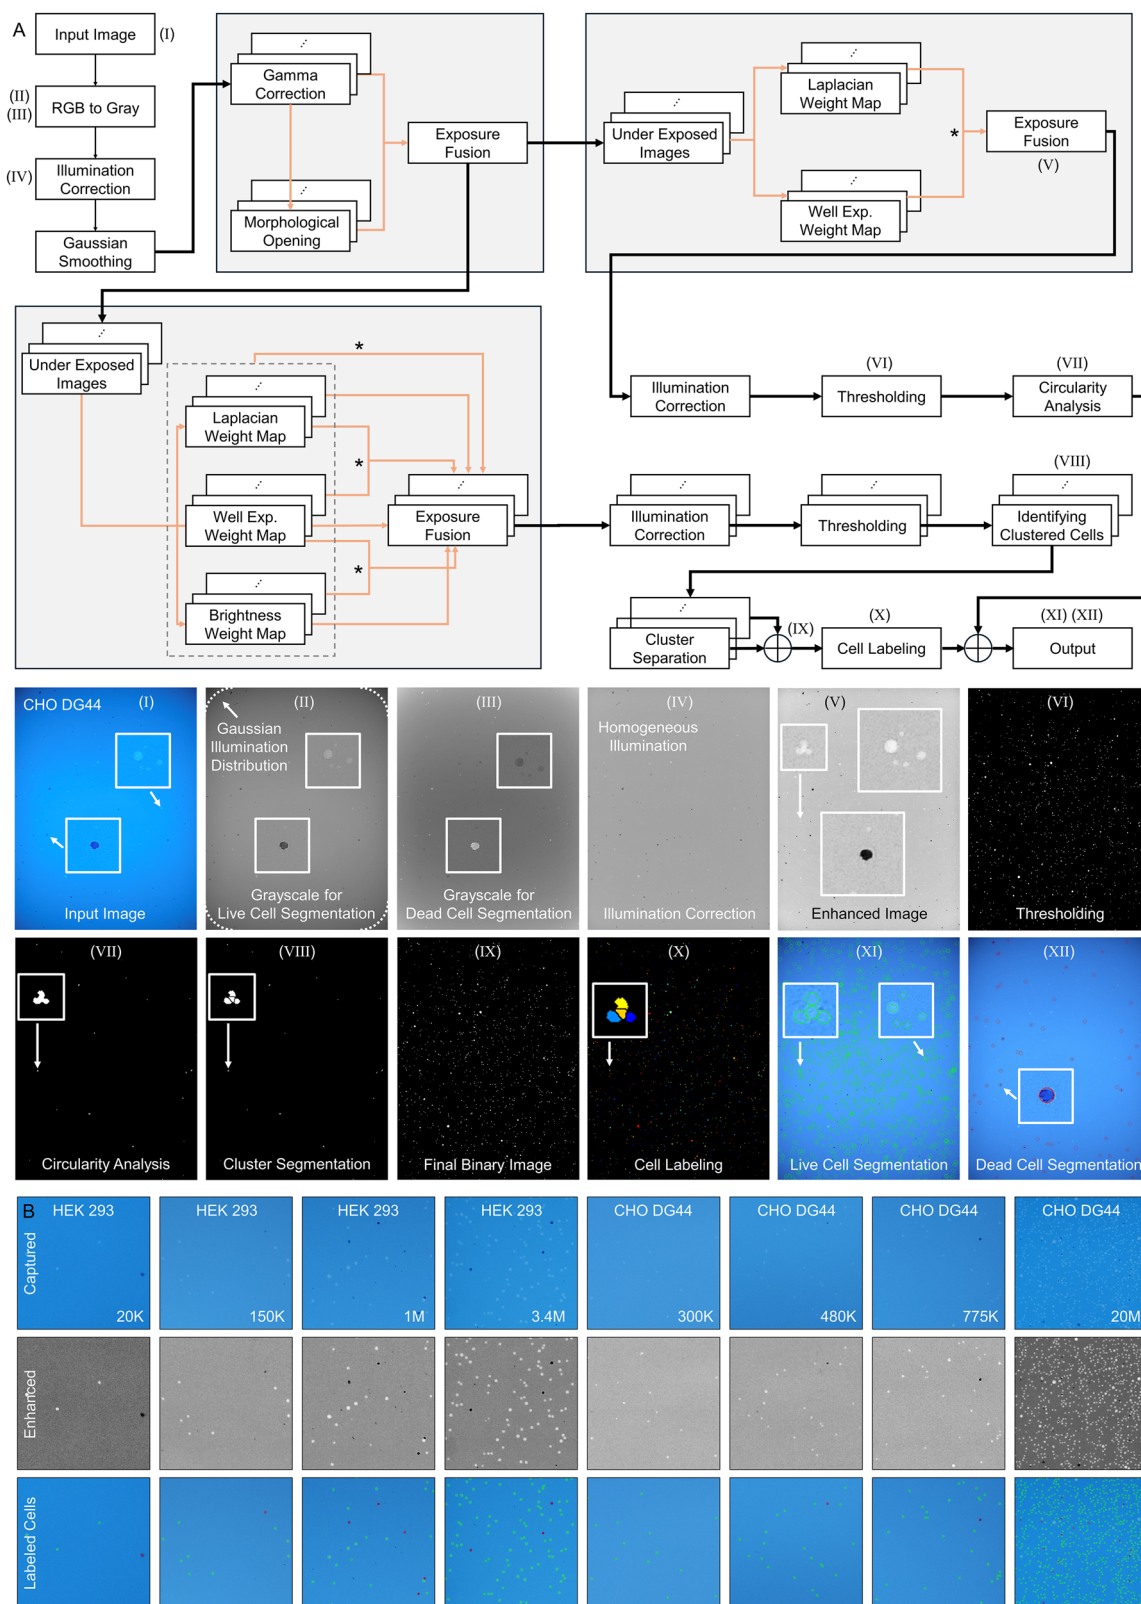 A
Input Image
(I)
(II)
(III)
RGB to Gray
(IV)
Illumination
Correction
Gaussian
Smoothing
Gamma
Correction
Morphological
Opening
Exposure
Fusion
Under Exposed
Images
Laplacian
Weight Map
Well Exp.
Weight Map
*
Exposure
Fusion
(V)
Under Exposed
Images
Laplacian
Weight Map
Well Exp.
Weight Map
Brightness
Weight Map
*
*
*
Exposure
Fusion
Illumination
Correction
(VI)
Thresholding
(VII)
Circularity
Analysis
Illumination
Correction
Thresholding
(VIII)
Identifying
Clustered Cells
Cluster
Separation
(IX)
(X)
Cell Labeling
(XI) (XII)
Output
CHO DG44
(I)
Input Image
(II)
Gaussian
Illumination
Distribution
Grayscale for
Live Cell Segmentation
(III)
Grayscale for
Dead Cell Segmentation
(IV)
Homogeneous
Illumination
Illumination Correction
(V)
Enhanced Image
(VI)
Thresholding
(VII)
Circularity Analysis
(VIII)
Cluster Segmentation
(IX)
Final Binary Image
(X)
Cell Labeling
(XI)
Live Cell Segmentation
(XII)
Dead Cell Segmentation
B
HEK 293
HEK 293
HEK 293
HEK 293
CHO DG44
CHO DG44
CHO DG44
CHO DG44
Captured
20K
150K
1M
3.4M
300K
480K
775K
20M
Enhanced
Labeled Cells